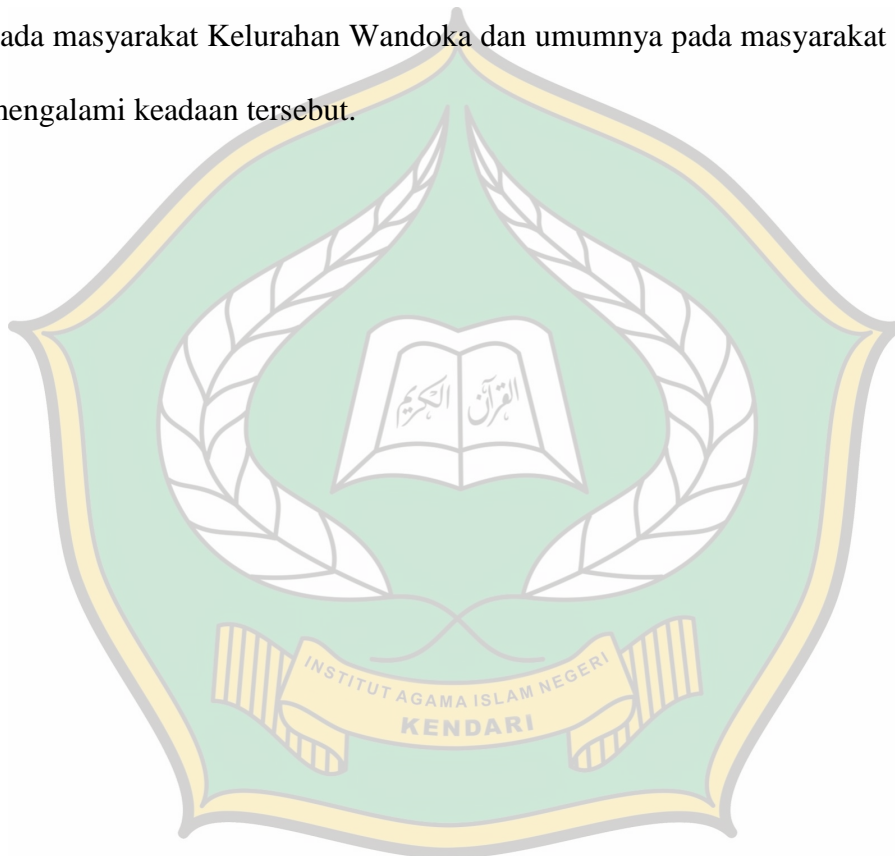 ada masyarakat Kelurahan Wandoka dan umumnya pada masyarakat
mengalami keadaan tersebut.
القرآن الكريم
INSTITUT AGAMA ISLAM NEGERI
KENDARI